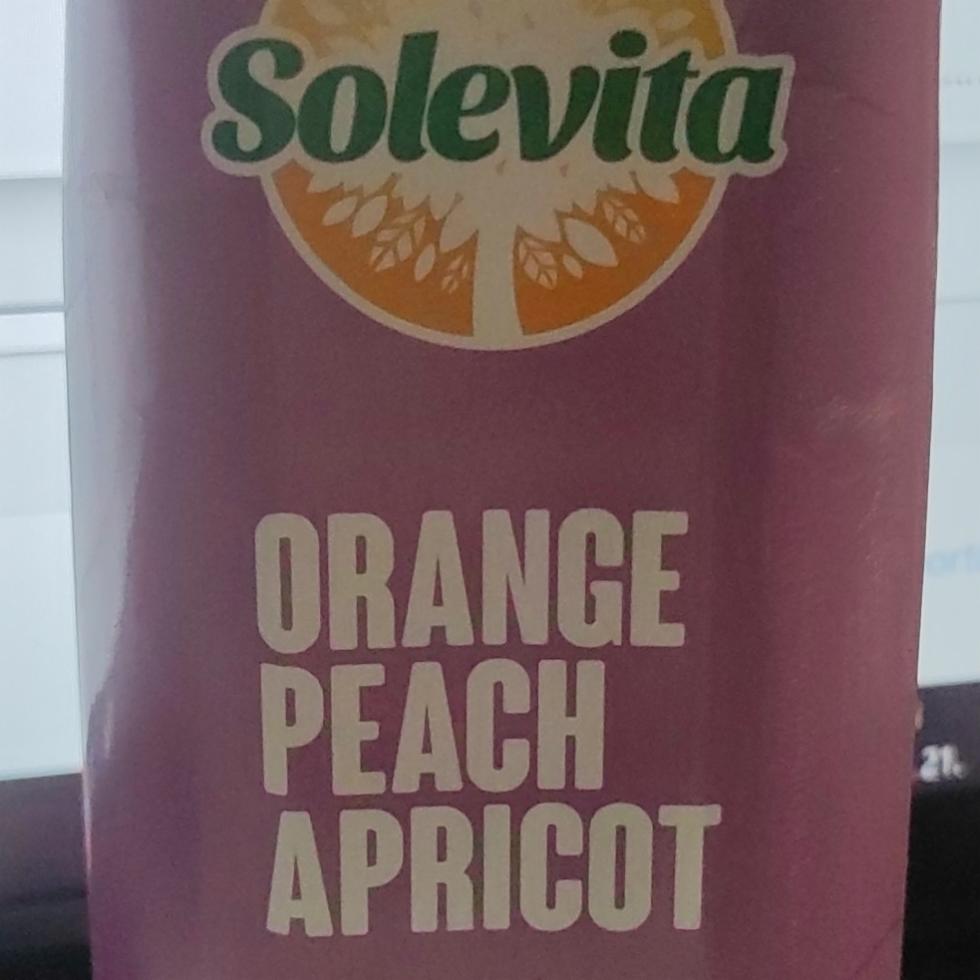 Solevita
ORANGE
PEACH
APRICOT